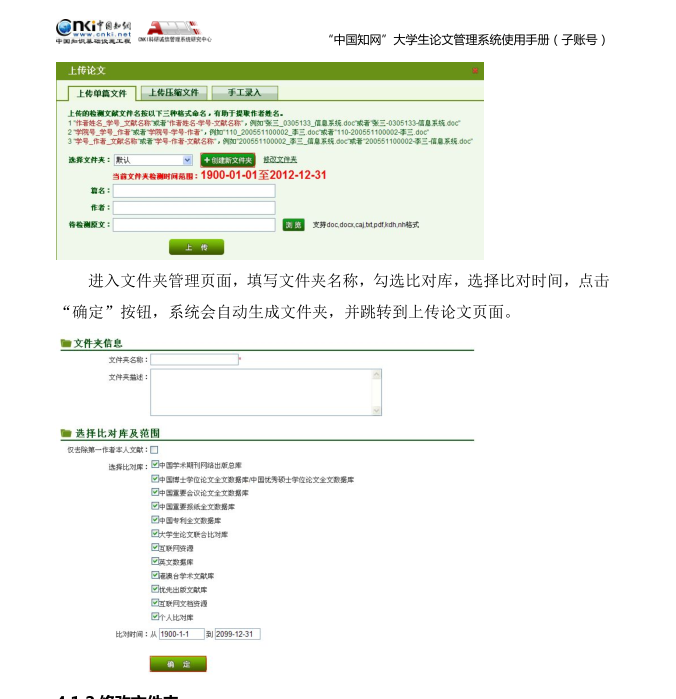 CNKi中国知网
www.cnki.net
中国知识基础设施工程
CNKI科研诚信管理系统研究中心
“中国知网”大学生论文管理系统使用手册（子账号）
上传论文
上传单篇文件 上传压缩文件 手工录入
上传的检测文献文件名按以下三种格式命名，有助于提取作者姓名。
1 "作者姓名_学号_文献名称"或者"作者姓名-学号-文献名称"，例如"张三_0305133_信息系统.doc"或者"张三-0305133-信息系统.doc"
2 "学院号_学号_作者"或者"学院号-学号-作者"，例如"110_200551100002_李三.doc"或者"110-200551100002-李三.doc"
3 "学号_作者_文献名称"或者"学号-作者-文献名称"，例如"200551100002_李三_信息系统.doc"或者"200551100002-李三-信息系统.doc"
选择文件夹： 默认 +创建新文件夹 修改文件夹
当前文件夹检测时间范围：1900-01-01至2012-12-31
篇名：
作者：
待检测原文： 浏览 支持doc,docx,caj,txt,pdf,kdh,nh格式
上 传
进入文件夹管理页面，填写文件夹名称，勾选比对库，选择比对时间，点击
“确定”按钮，系统会自动生成文件夹，并跳转到上传论文页面。
文件夹信息
文件夹名称： *
文件夹描述：
选择比对库及范围
仅去除第一作者本人文献：
选择比对库： 中国学术期刊网络出版总库
中国博士学位论文全文数据库/中国优秀硕士学位论文全文数据库
中国重要会议论文全文数据库
中国重要报纸全文数据库
中国专利全文数据库
大学生论文联合比对库
互联网资源
英文数据库
港澳台学术文献库
优先出版文献库
互联网文档资源
个人比对库
比对时间：从 1900-1-1 到 2099-12-31
确 定